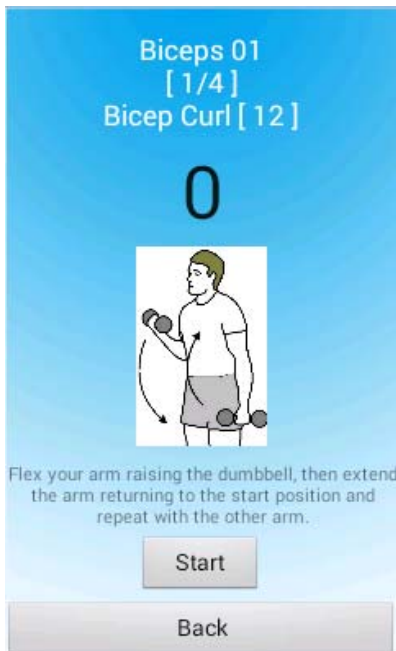 Biceps 01
[ 1/4 ]
Bicep Curl [ 12 ]
0
Flex your arm raising the dumbbell, then extend
the arm returning to the start position and
repeat with the other arm.
Start
Back